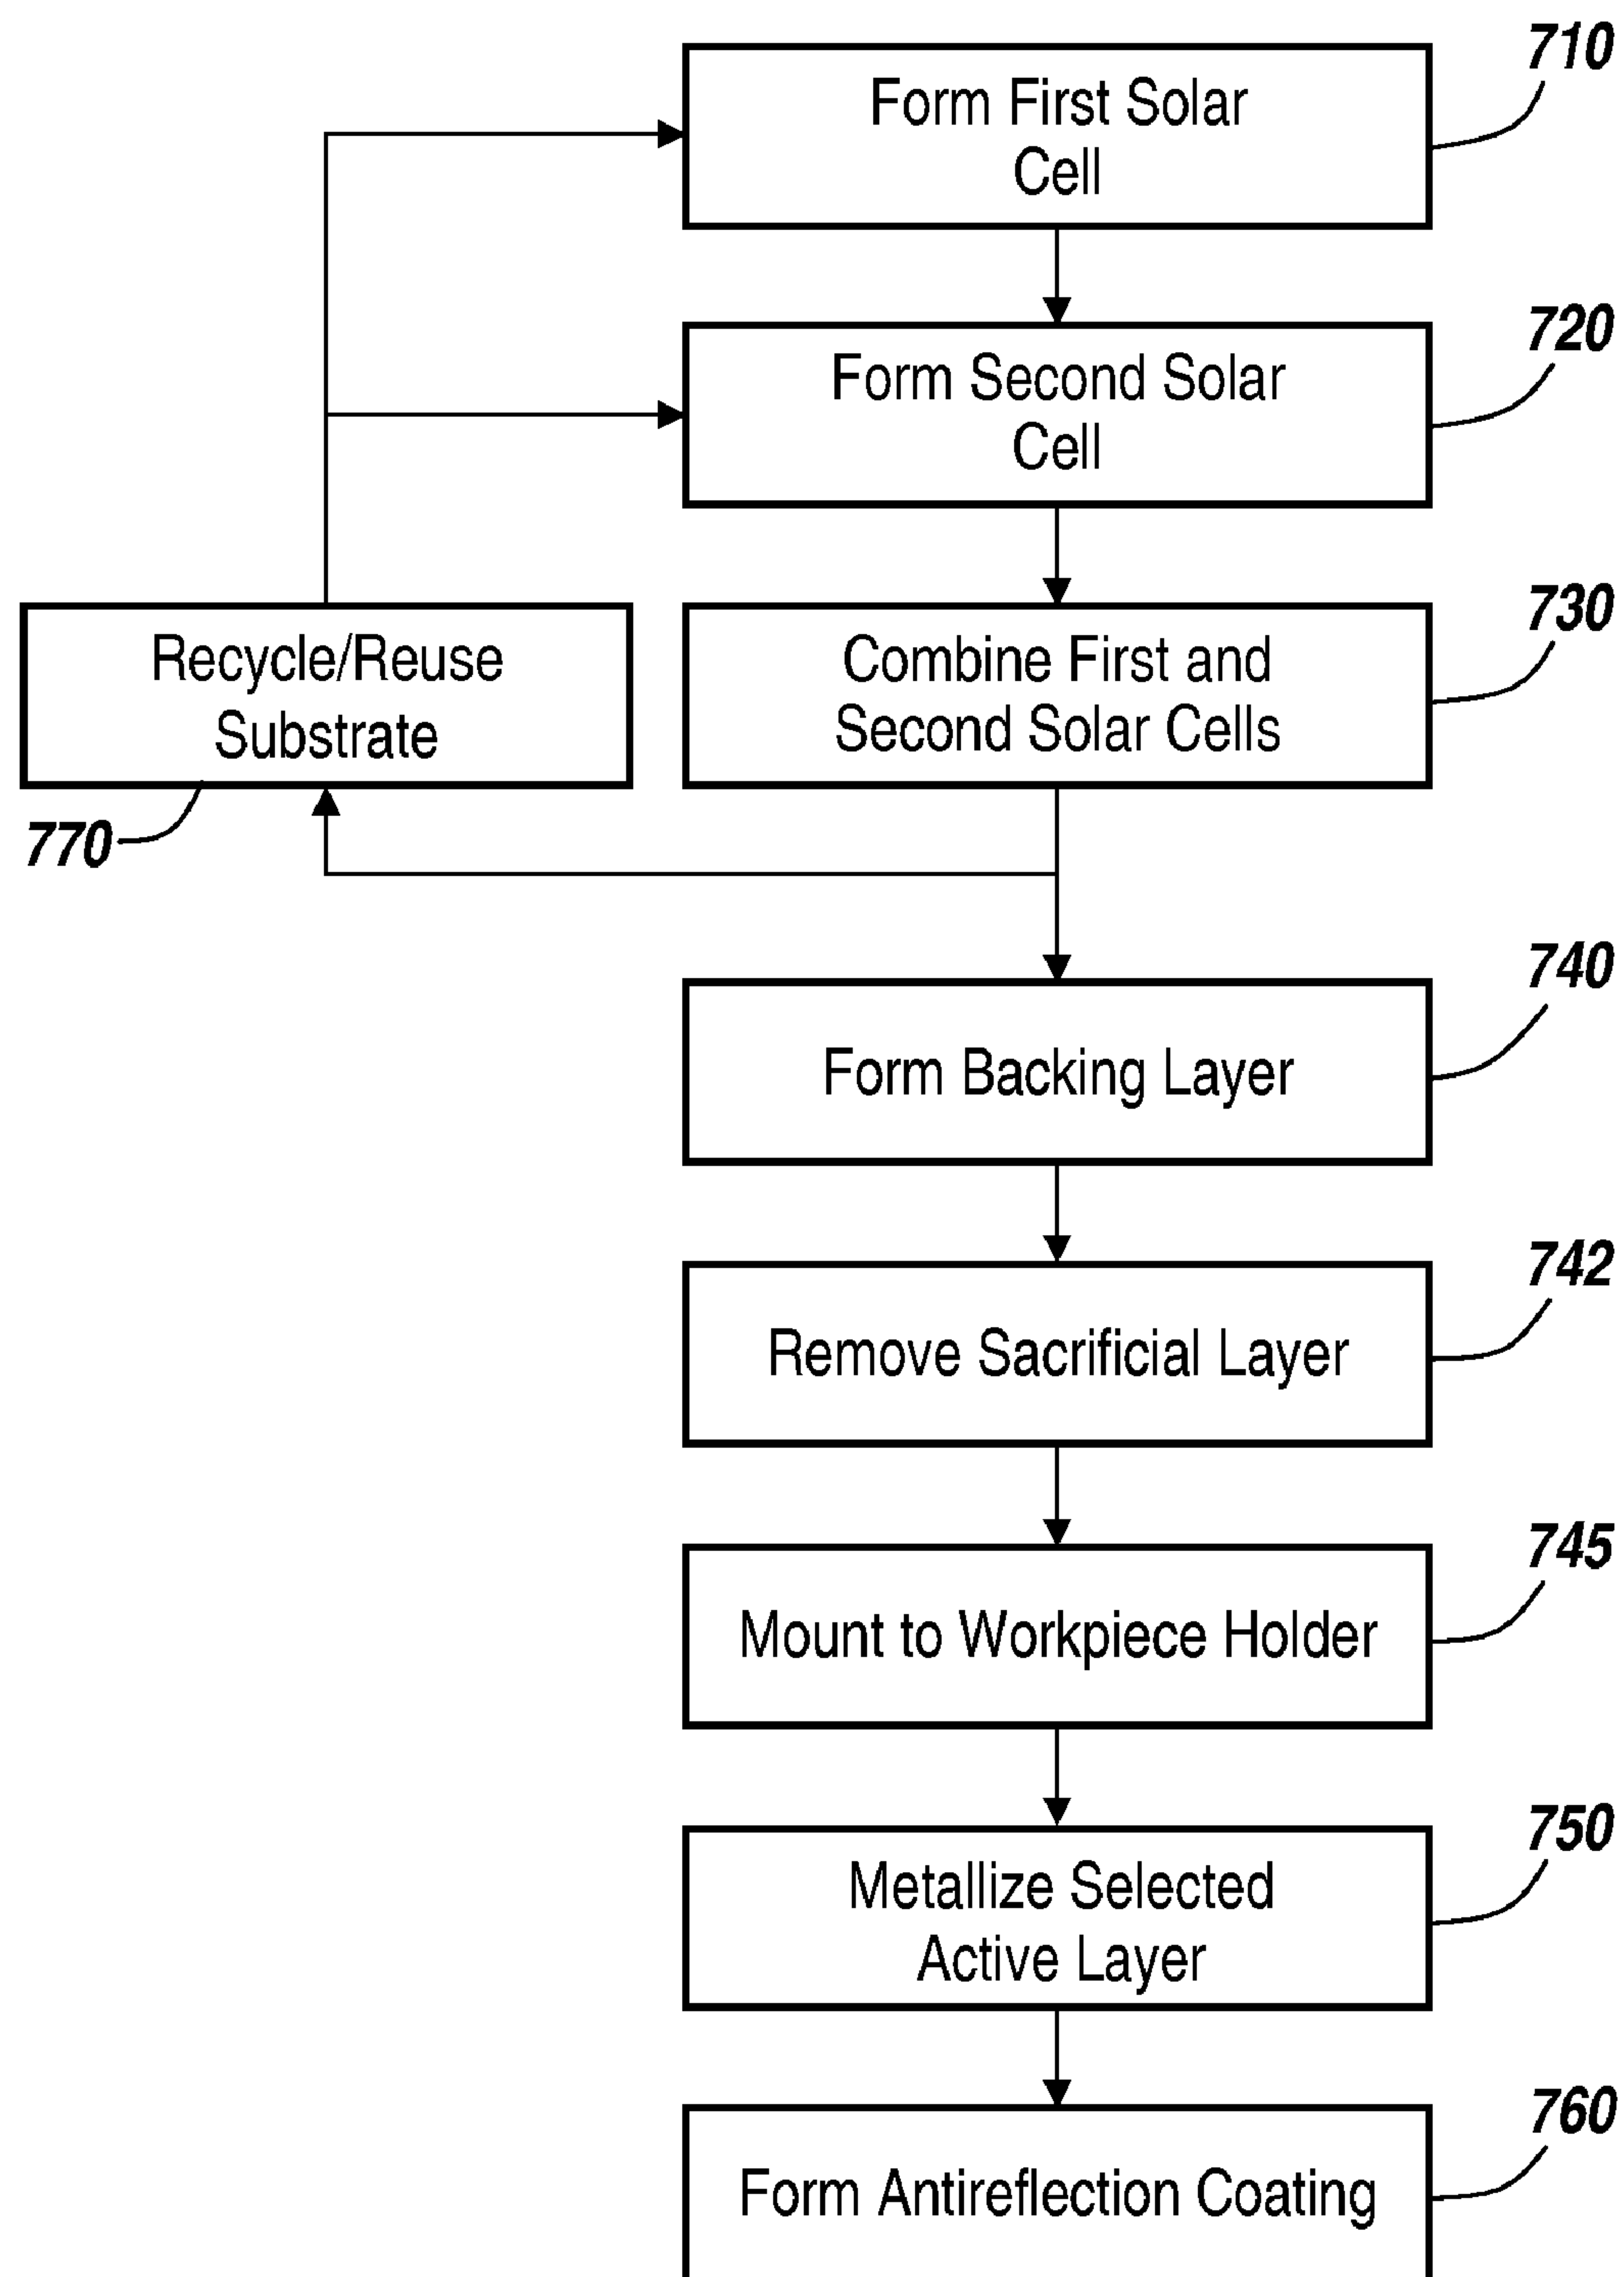 710
Form First Solar
Cell
720
Form Second Solar
Cell
730
Recycle/Reuse
Substrate
Combine First and
Second Solar Cells
770
740
Form Backing Layer
742
Remove Sacrificial Layer
745
Mount to Workpiece Holder
750
Metallize Selected
Active Layer
760
Form Antireflection Coating